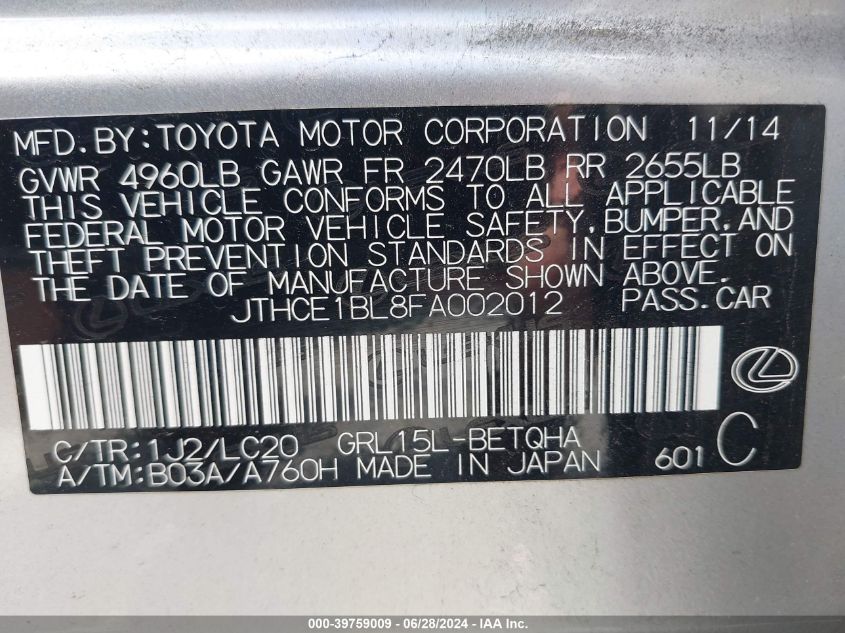 MFD.BY:TOYOTA MOTOR CORPORATION 11/14
GVWR 4960LB GAWR FR 2470LB RR 2655LB
THIS VEHICLE CONFORMS TO ALL APPLICABLE
FEDERAL MOTOR VEHICLE SAFETY,BUMPER,AND
THEFT PREVENTION STANDARDS IN EFFECT ON
THE DATE OF MANUFACTURE SHOWN ABOVE.
JTHCE1BL8FA002012 PASS.CAR
C/TR:1J2/LC20 GRL15L-BETQHA
A/TM:B03A/A760H MADE IN JAPAN 601 C
000-39759009 - 06/28/2024 - IAA Inc.